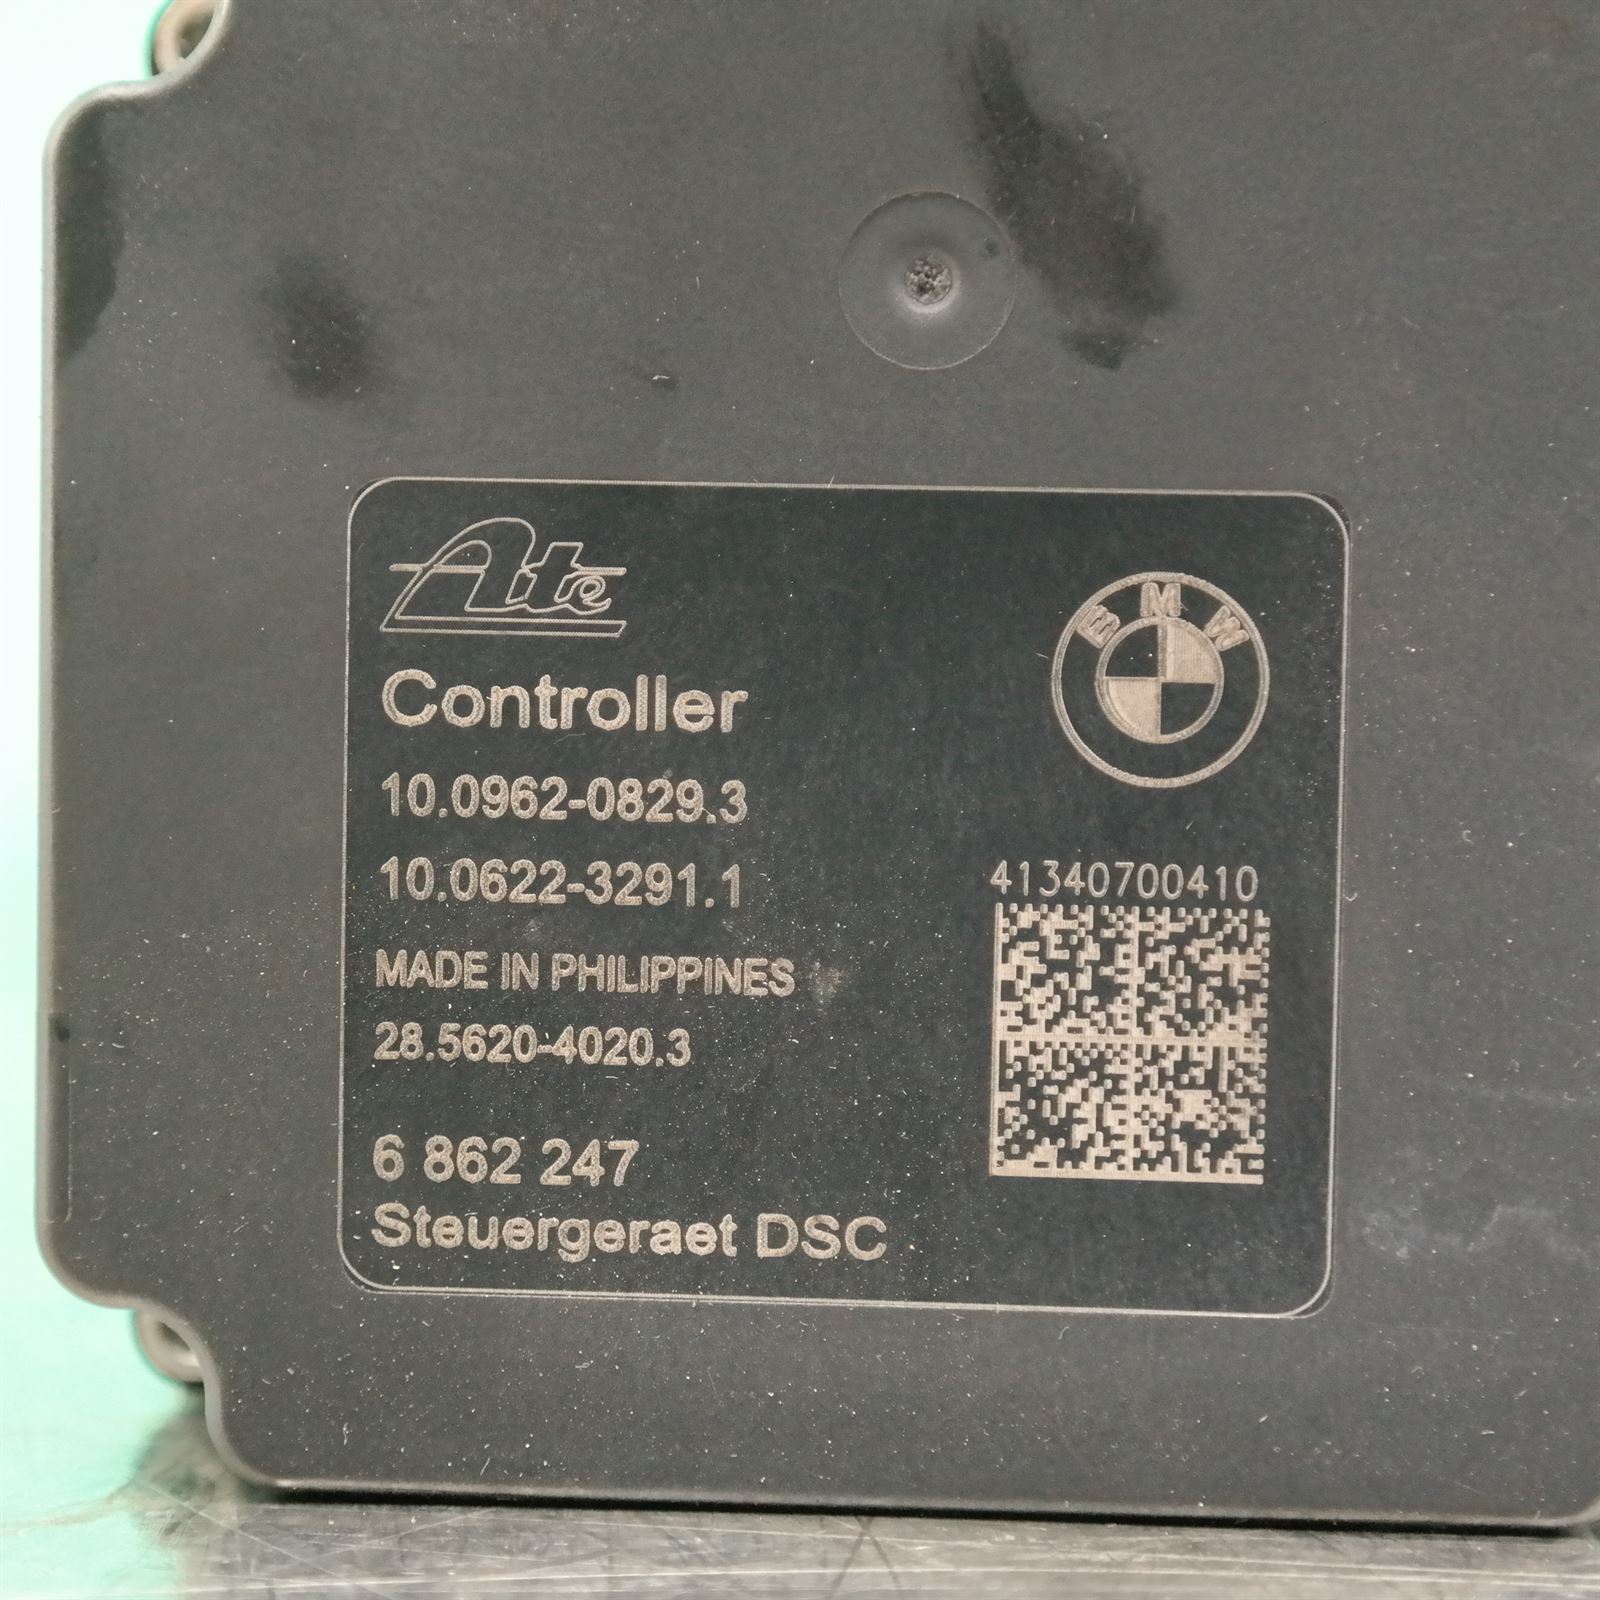 Ate
BMW
Controller
10.0962-0829.3
10.0622-3291.1
41340700410
MADE IN PHILIPPINES
28.5620-4020.3
6 862 247
Steuergeraet DSC